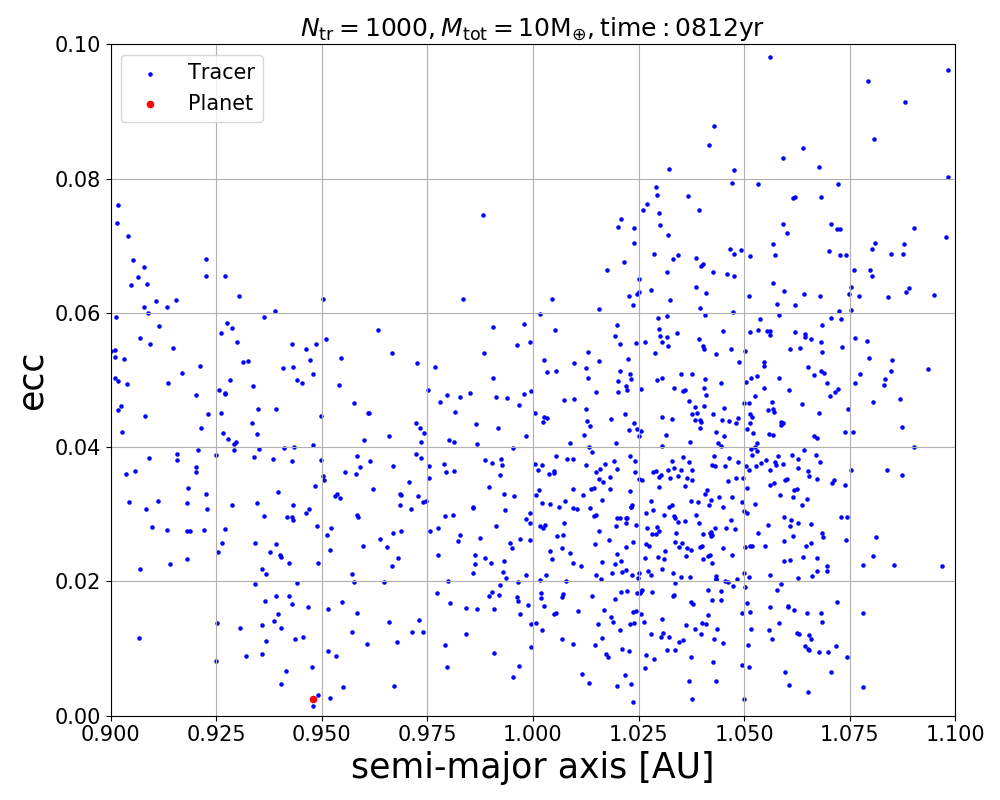 N_tr = 1000, M_tot = 10M_⊕, time : 0812yr
Tracer
Planet
0.10
0.08
0.06
0.04
0.02
0.00
ecc
0.900 0.925 0.950 0.975 1.000 1.025 1.050 1.075 1.100
semi-major axis [AU]